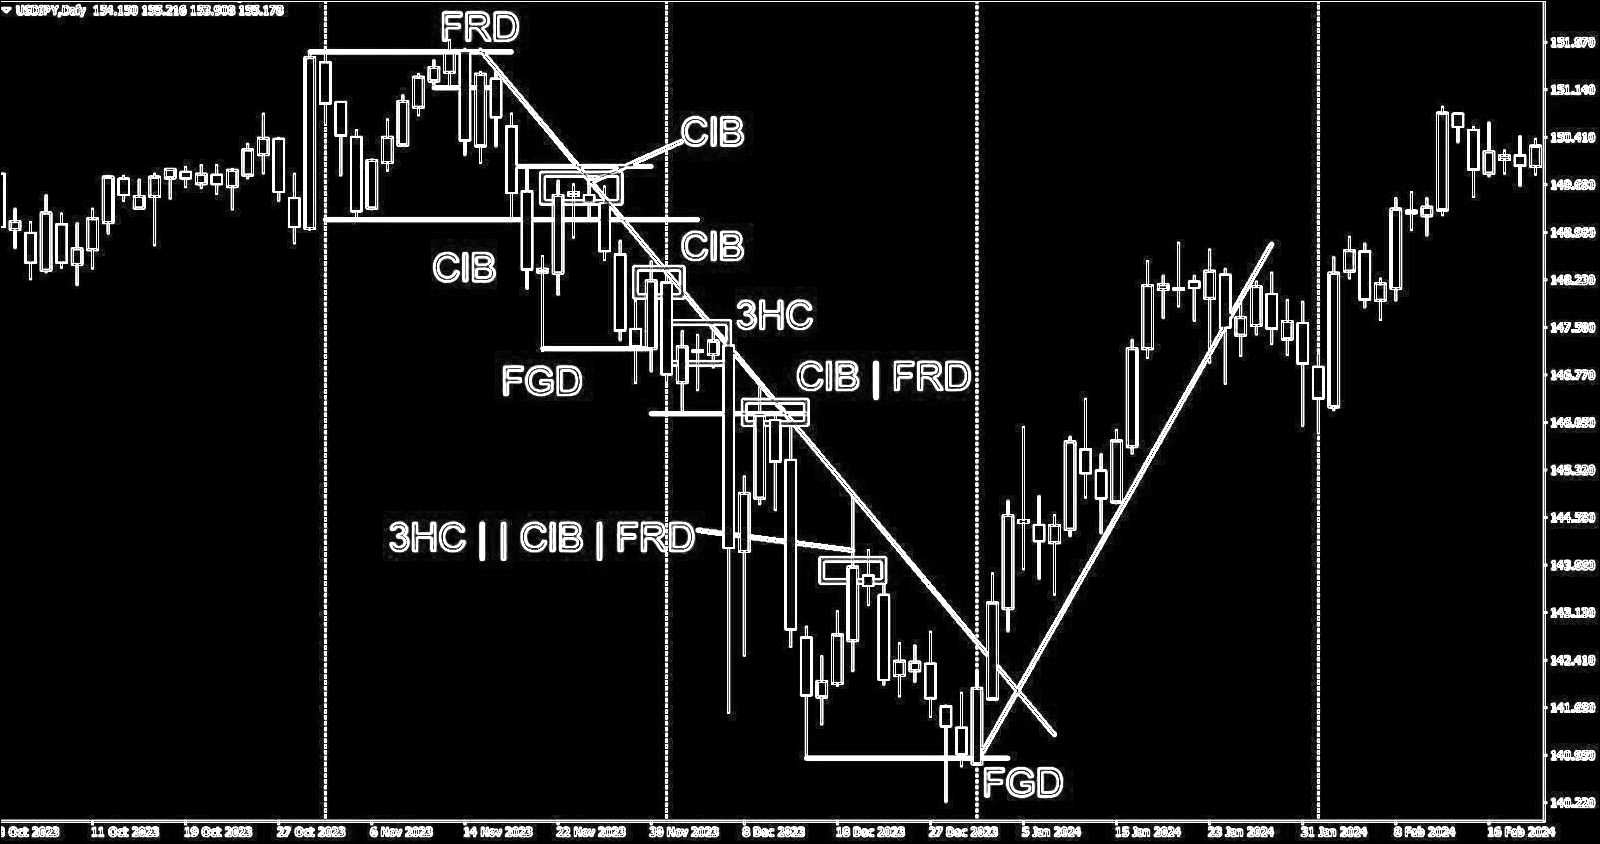 USDJPY,Daily 154.150 155.216 153.908 155.178
FRD
CIB
CIB
CIB
3HC
FGD
CIB | FRD
3HC | | CIB | FRD
FGD
151.870
151.140
150.410
149.680
148.960
148.230
147.500
146.770
146.050
145.320
144.590
143.860
143.130
142.410
141.680
140.950
140.220
Oct 2023
11 Oct 2023
19 Oct 2023
27 Oct 2023
6 Nov 2023
14 Nov 2023
22 Nov 2023
30 Nov 2023
8 Dec 2023
18 Dec 2023
27 Dec 2023
5 Jan 2024
15 Jan 2024
23 Jan 2024
31 Jan 2024
8 Feb 2024
16 Feb 2024